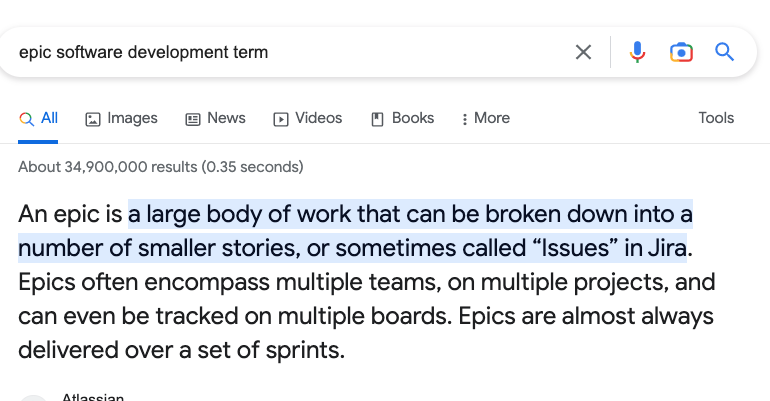 epic software development term
All Images News Videos Books More Tools
About 34,900,000 results (0.35 seconds)
An epic is a large body of work that can be broken down into a
number of smaller stories, or sometimes called “Issues” in Jira.
Epics often encompass multiple teams, on multiple projects, and
can even be tracked on multiple boards. Epics are almost always
delivered over a set of sprints.
Atlassian